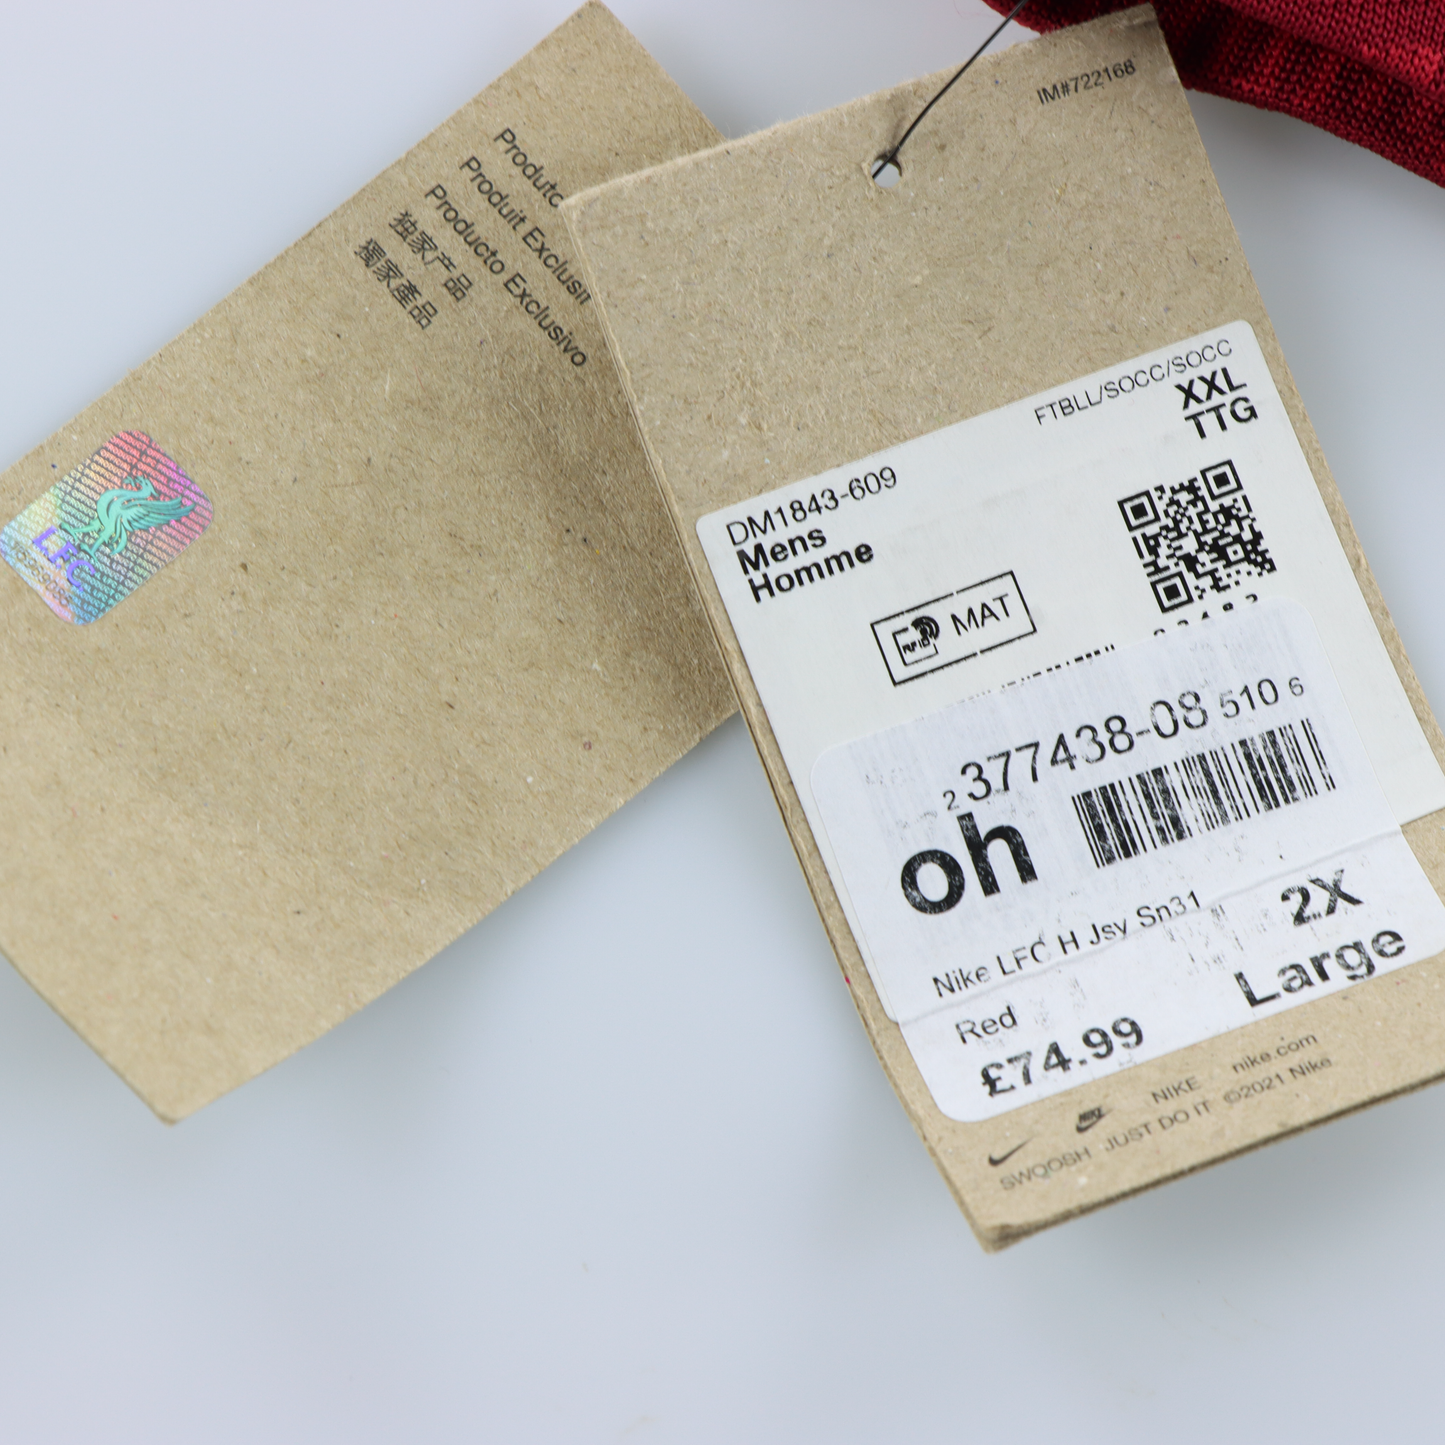 Produto
Produit Exclusif
Producto Exclusivo
独家产品
獨家產品
LFC
IM#722168
FTBLL/SOCC/SOCC
XXL
TTG
DM1843-609
Mens
Homme
RFID MAT
2 377438-08 510 6
oh
Nike LFC H Jsy Sn31
2X
Large
Red
£74.99
NIKE nike.com
SWOOSH JUST DO IT ©2021 Nike